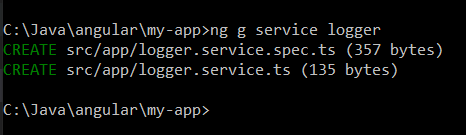 C:\Java\angular\my-app>ng g service logger
CREATE src/app/logger.service.spec.ts (357 bytes)
CREATE src/app/logger.service.ts (135 bytes)
C:\Java\angular\my-app>